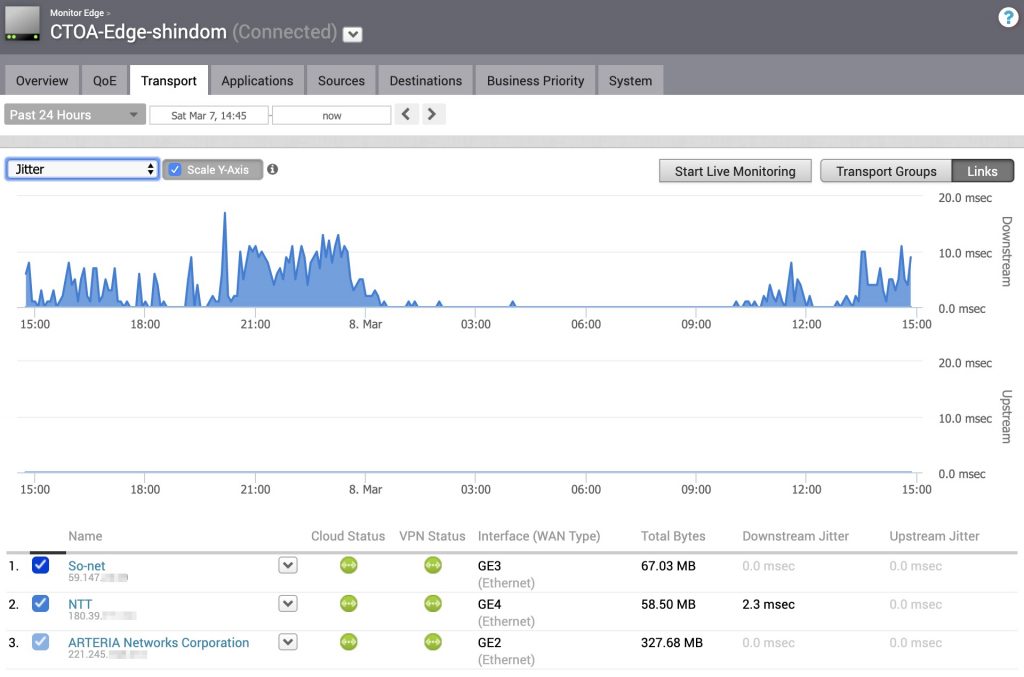 Monitor Edge >
CTOA-Edge-shindom (Connected)
?
Overview QoE Transport Applications Sources Destinations Business Priority System
Past 24 Hours Sat Mar 7, 14:45 - now
Jitter Scale Y-Axis Start Live Monitoring Transport Groups Links
20.0 msec
10.0 msec
0.0 msec
Downstream
15:00 18:00 21:00 8. Mar 03:00 06:00 09:00 12:00 15:00
20.0 msec
10.0 msec
0.0 msec
Upstream
15:00 18:00 21:00 8. Mar 03:00 06:00 09:00 12:00 15:00
Name Cloud Status VPN Status Interface (WAN Type) Total Bytes Downstream Jitter Upstream Jitter
1. So-net GE3 67.03 MB 0.0 msec 0.0 msec
59.147.
(Ethernet)
2. NTT GE4 58.50 MB 2.3 msec 0.0 msec
180.39.
(Ethernet)
3. ARTERIA Networks Corporation GE2 327.68 MB 0.0 msec 0.0 msec
221.245.
(Ethernet)